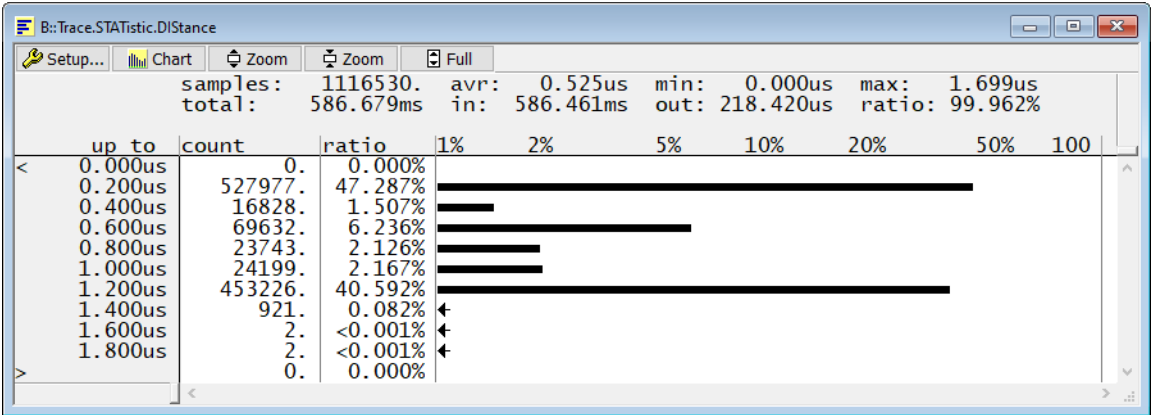 B::Trace.STATistic.DIStance
Setup... Chart Zoom Zoom Full
samples: 1116530. avr: 0.525us min: 0.000us max: 1.699us
total: 586.679ms in: 586.461ms out: 218.420us ratio: 99.962%
up to count ratio 1% 2% 5% 10% 20% 50% 100
< 0.000us 0. 0.000%
0.200us 527977. 47.287%
0.400us 16828. 1.507%
0.600us 69632. 6.236%
0.800us 23743. 2.126%
1.000us 24199. 2.167%
1.200us 453226. 40.592%
1.400us 921. 0.082%
1.600us 2. <0.001%
1.800us 2. <0.001%
> 0. 0.000%